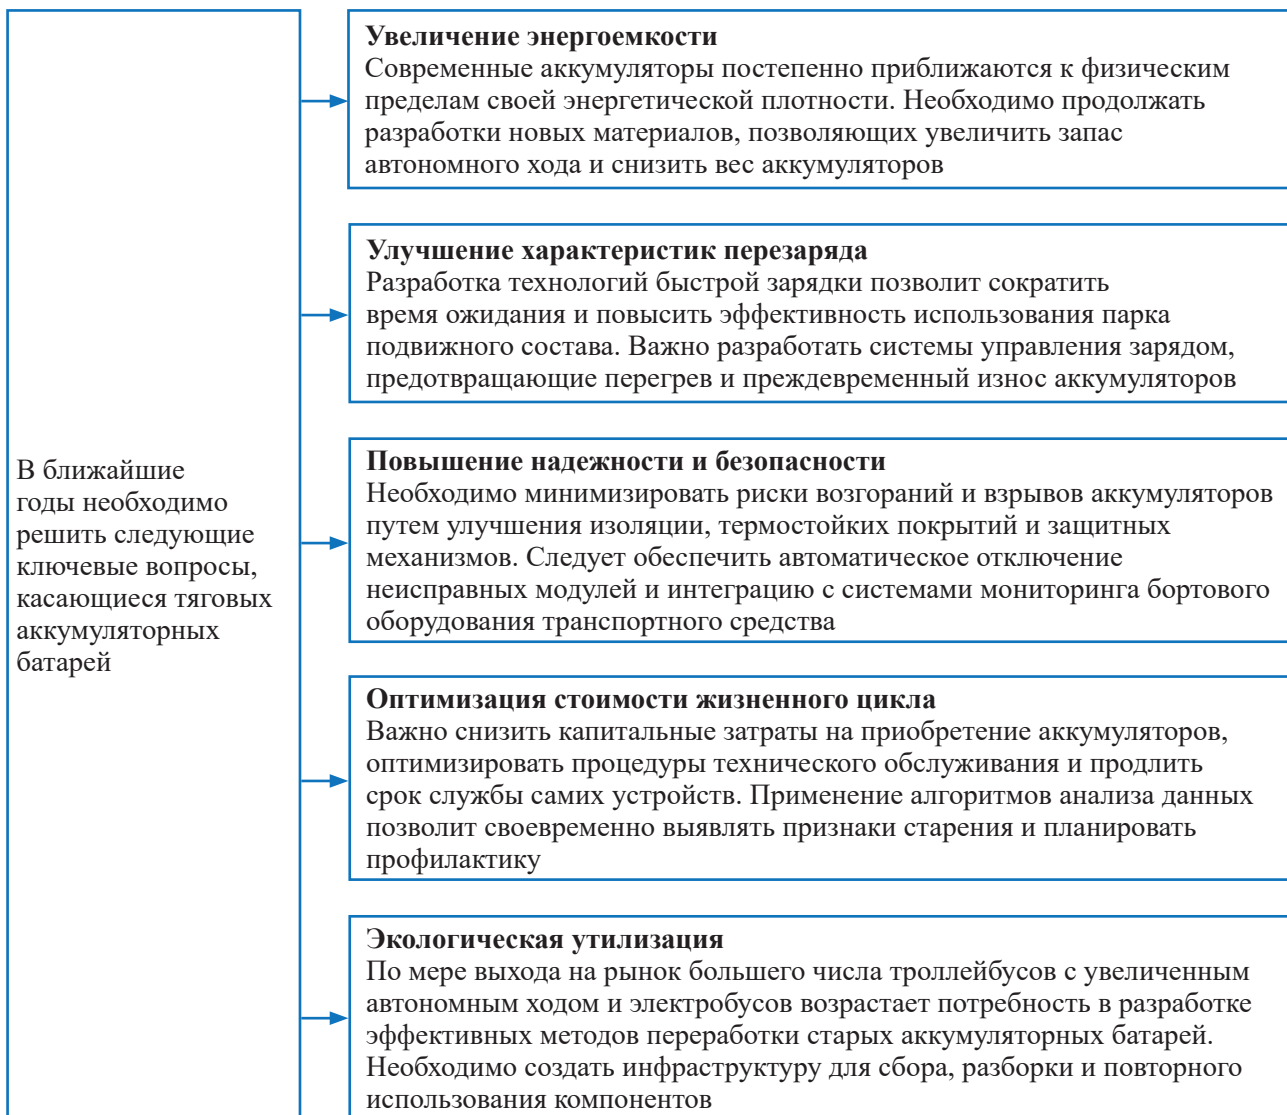 В ближайшие
годы необходимо
решить следующие
ключевые вопросы,
касающиеся тяговых
аккумуляторных
батарей
Увеличение энергоемкости
Современные аккумуляторы постепенно приближаются к физическим
пределам своей энергетической плотности. Необходимо продолжать
разработки новых материалов, позволяющих увеличить запас
автономного хода и снизить вес аккумуляторов
Улучшение характеристик перезаряда
Разработка технологий быстрой зарядки позволит сократить
время ожидания и повысить эффективность использования парка
подвижного состава. Важно разработать системы управления зарядом,
предотвращающие перегрев и преждевременный износ аккумуляторов
Повышение надежности и безопасности
Необходимо минимизировать риски возгораний и взрывов аккумуляторов
путем улучшения изоляции, термостойких покрытий и защитных
механизмов. Следует обеспечить автоматическое отключение
неисправных модулей и интеграцию с системами мониторинга бортового
оборудования транспортного средства
Оптимизация стоимости жизненного цикла
Важно снизить капитальные затраты на приобретение аккумуляторов,
оптимизировать процедуры технического обслуживания и продлить
срок службы самих устройств. Применение алгоритмов анализа данных
позволит своевременно выявлять признаки старения и планировать
профилактику
Экологическая утилизация
По мере выхода на рынок большего числа троллейбусов с увеличенным
автономным ходом и электробусов возрастает потребность в разработке
эффективных методов переработки старых аккумуляторных батарей.
Необходимо создать инфраструктуру для сбора, разборки и повторного
использования компонентов